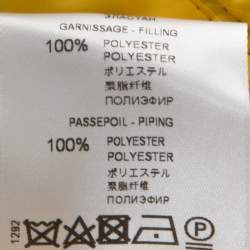 ЭЛАСТАН
GARNISSAGE - FILLING
100% POLYESTER
POLYESTER
ポリエステル
聚酯纤维
ПОЛИЭФИР
PASSEPOIL - PIPING
100% POLYESTER
POLYESTER
ポリエステル
聚酯纤维
ПОЛИЭФИР
1292
P